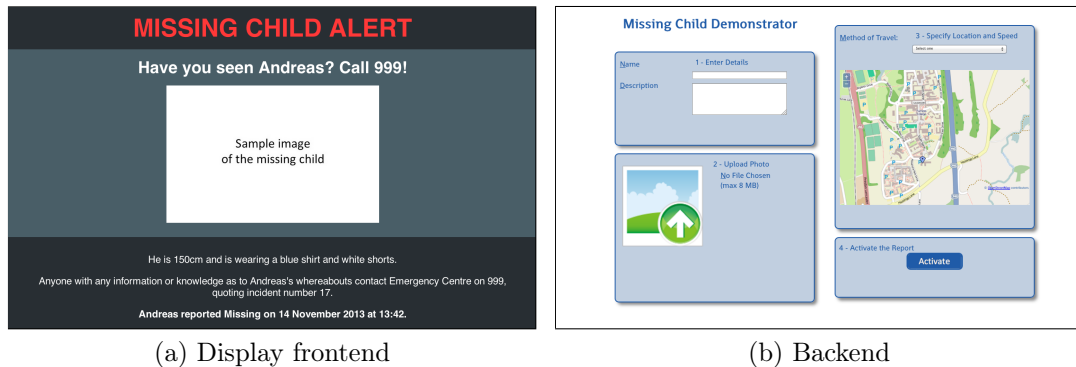 MISSING CHILD ALERT
Have you seen Andreas? Call 999!
Sample image
of the missing child
He is 150cm and is wearing a blue shirt and white shorts.
Anyone with any information or knowledge as to Andreas's whereabouts contact Emergency Centre on 999,
quoting incident number 17.
Andreas reported Missing on 14 November 2013 at 13:42.
(a) Display frontend
Missing Child Demonstrator
1 - Enter Details
Name
Description
2 - Upload Photo
No File Chosen
(max 8 MB)
3 - Specify Location and Speed
Method of Travel:
Select one
4 - Activate the Report
Activate
(b) Backend